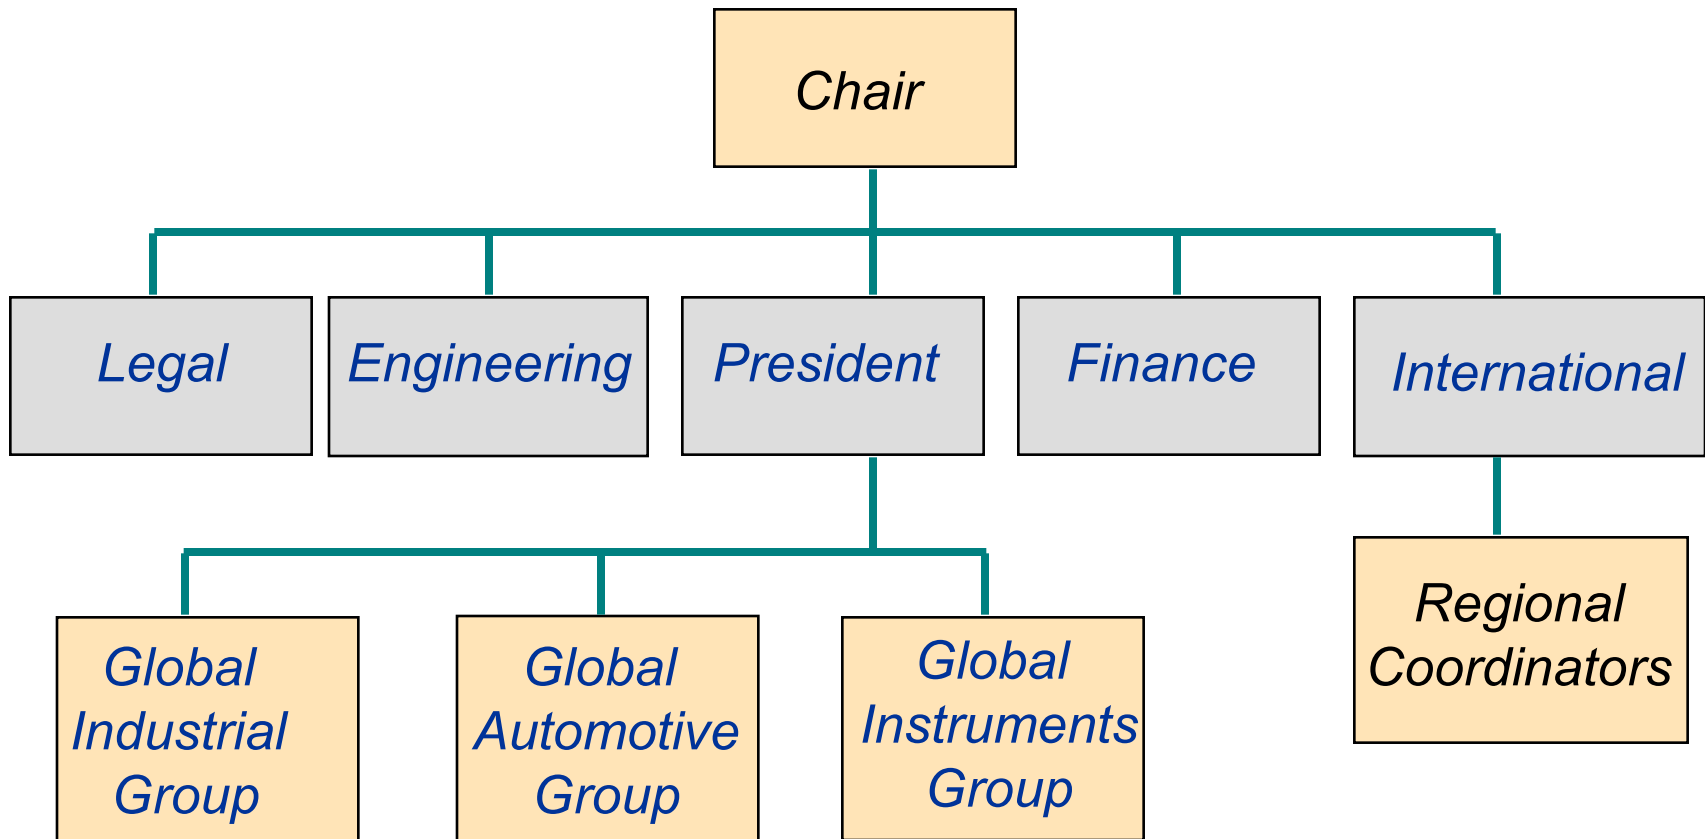 Chair
Legal
Engineering
President
Finance
International
Global
Industrial
Group
Global
Automotive
Group
Global
Instruments
Group
Regional
Coordinators